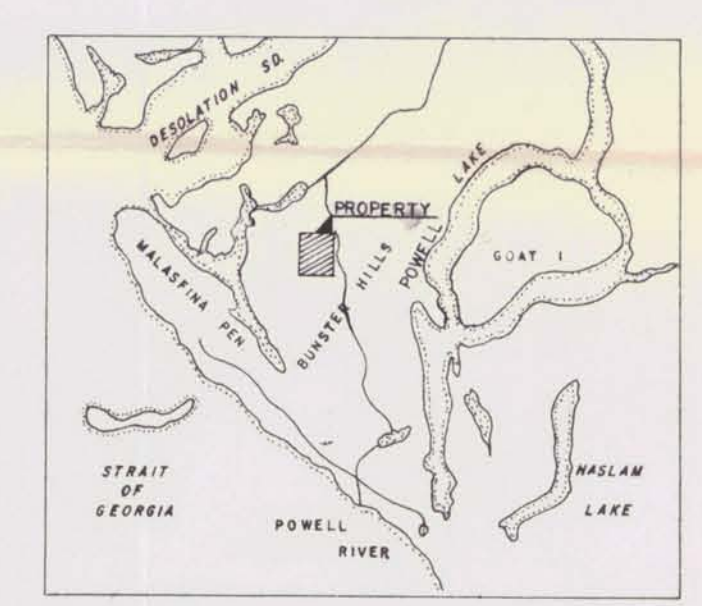 DESOLATION SD.
PROPERTY
POWELL LAKE
GOAT I
MALASPINA PEN.
BUNSTER HILLS
STRAIT
OF
GEORGIA
HASLAM
LAKE
POWELL
RIVER